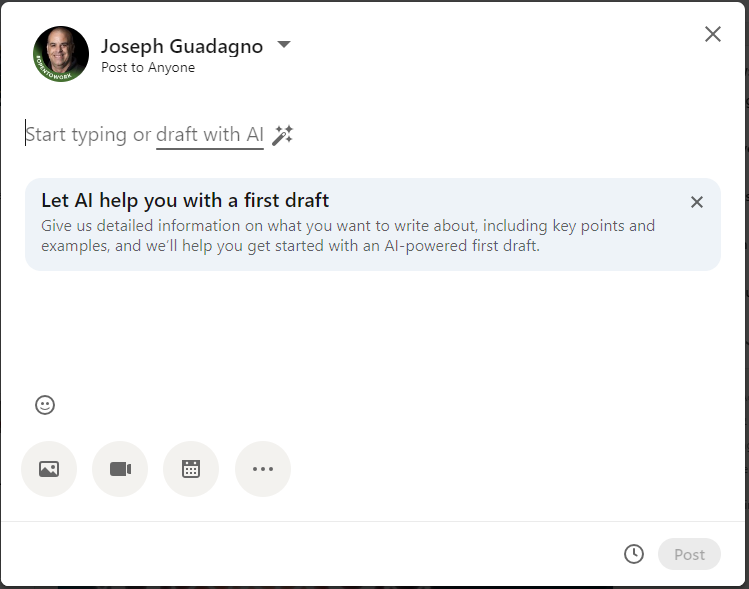 Joseph Guadagno
Post to Anyone
#OPENTOWORK
Start typing or draft with AI
Let AI help you with a first draft
Give us detailed information on what you want to write about, including key points and
examples, and we'll help you get started with an AI-powered first draft.
Post